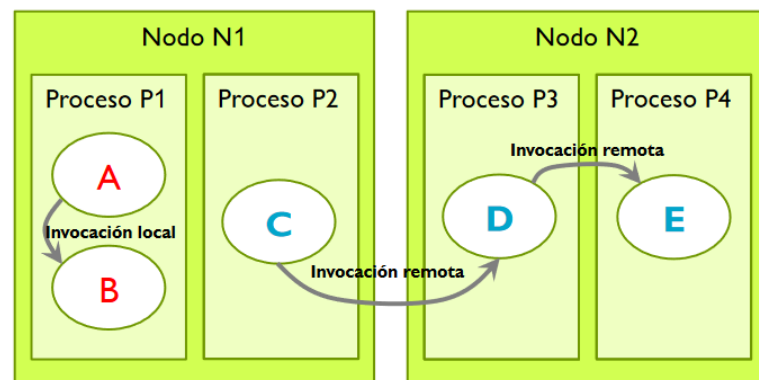 Nodo N1
Nodo N2
Proceso P1
Proceso P2
Proceso P3
Proceso P4
Invocación remota
A
C
D
E
Invocación local
Invocación remota
B